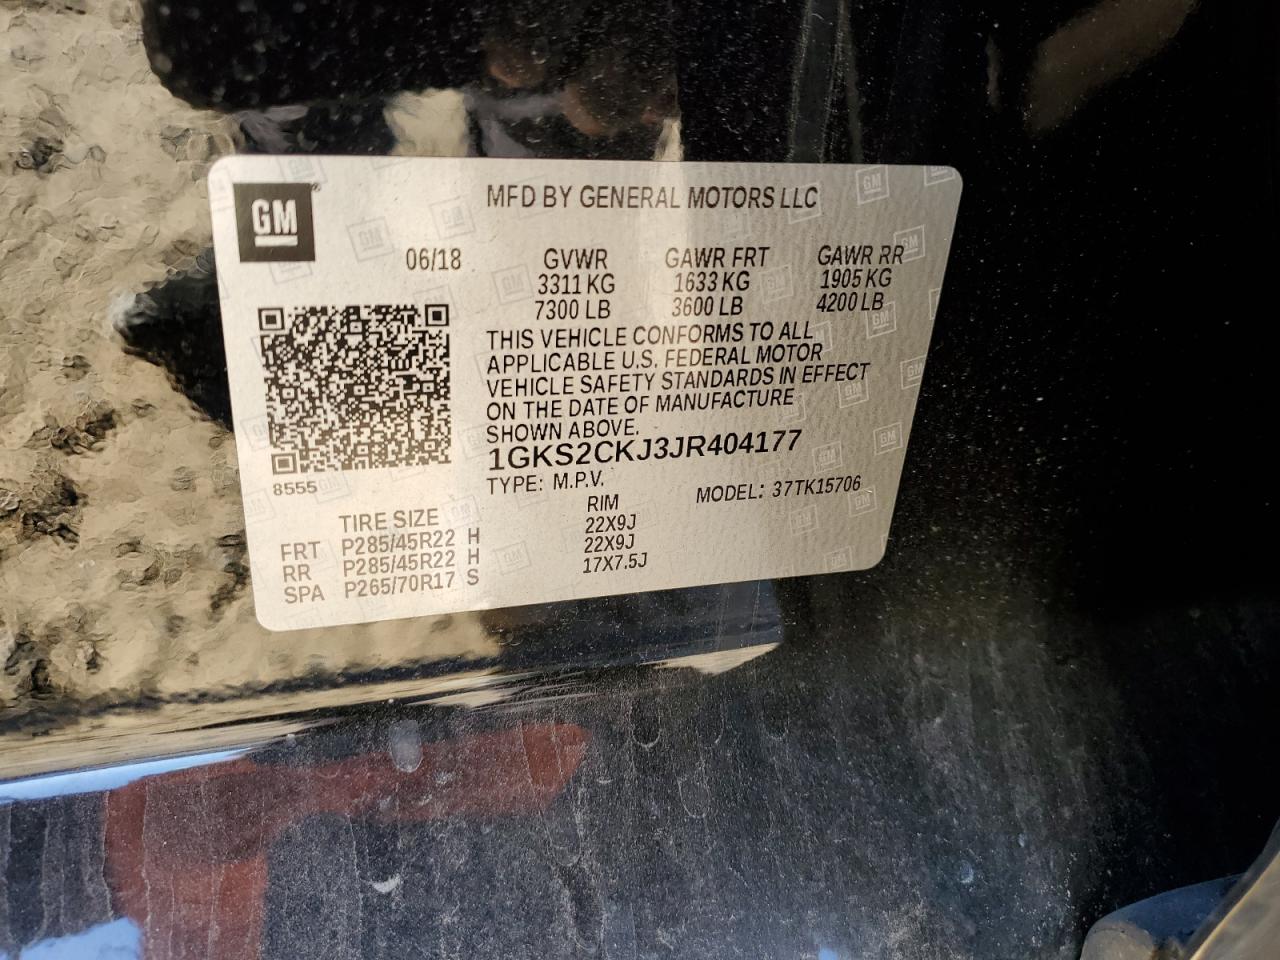 GM ®
MFD BY GENERAL MOTORS LLC
06/18 GVWR GAWR FRT GAWR RR
3311 KG 1633 KG 1905 KG
7300 LB 3600 LB 4200 LB
THIS VEHICLE CONFORMS TO ALL
APPLICABLE U.S. FEDERAL MOTOR
VEHICLE SAFETY STANDARDS IN EFFECT
ON THE DATE OF MANUFACTURE
SHOWN ABOVE.
1GKS2CKJ3JR404177
8555
TYPE: M.P.V. MODEL: 37TK15706
TIRE SIZE RIM
FRT P285/45R22 H 22X9J
RR P285/45R22 H 22X9J
SPA P265/70R17 S 17X7.5J